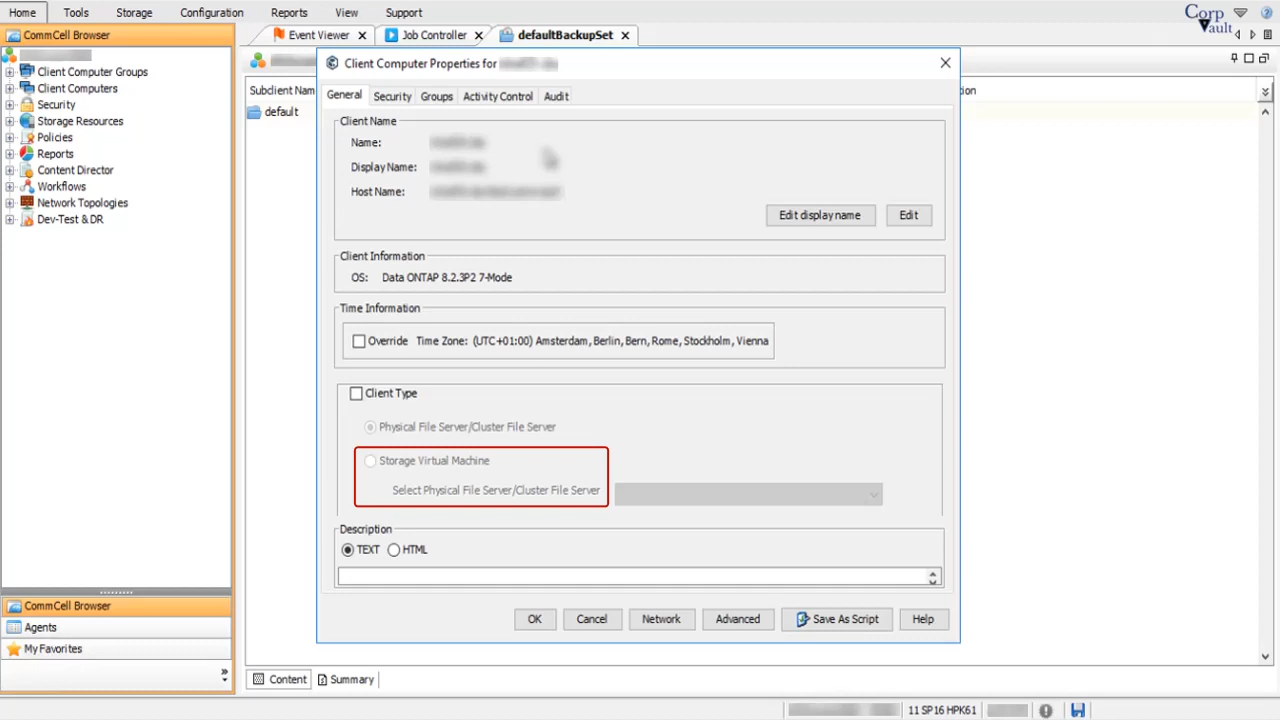 Home Tools Storage Configuration Reports View Support
Corp Vault
CommCell Browser
Event Viewer Job Controller defaultBackupSet
Client Computer Groups
Client Computers
Security
Storage Resources
Policies
Reports
Content Director
Workflows
Network Topologies
Dev-Test & DR
CommCell Browser
Agents
My Favorites
Subclient Nam
default
Client Computer Properties for
General Security Groups Activity Control Audit
Client Name
Name:
Display Name:
Host Name:
Edit display name Edit
Client Information
OS: Data ONTAP 8.2.3P2 7-Mode
Time Information
Override Time Zone: (UTC+01:00) Amsterdam, Berlin, Bern, Rome, Stockholm, Vienna
Client Type
Physical File Server/Cluster File Server
Storage Virtual Machine
Select Physical File Server/Cluster File Server
Description
TEXT HTML
OK Cancel Network Advanced Save As Script Help
ion
Content Summary
11 SP16 HPK61